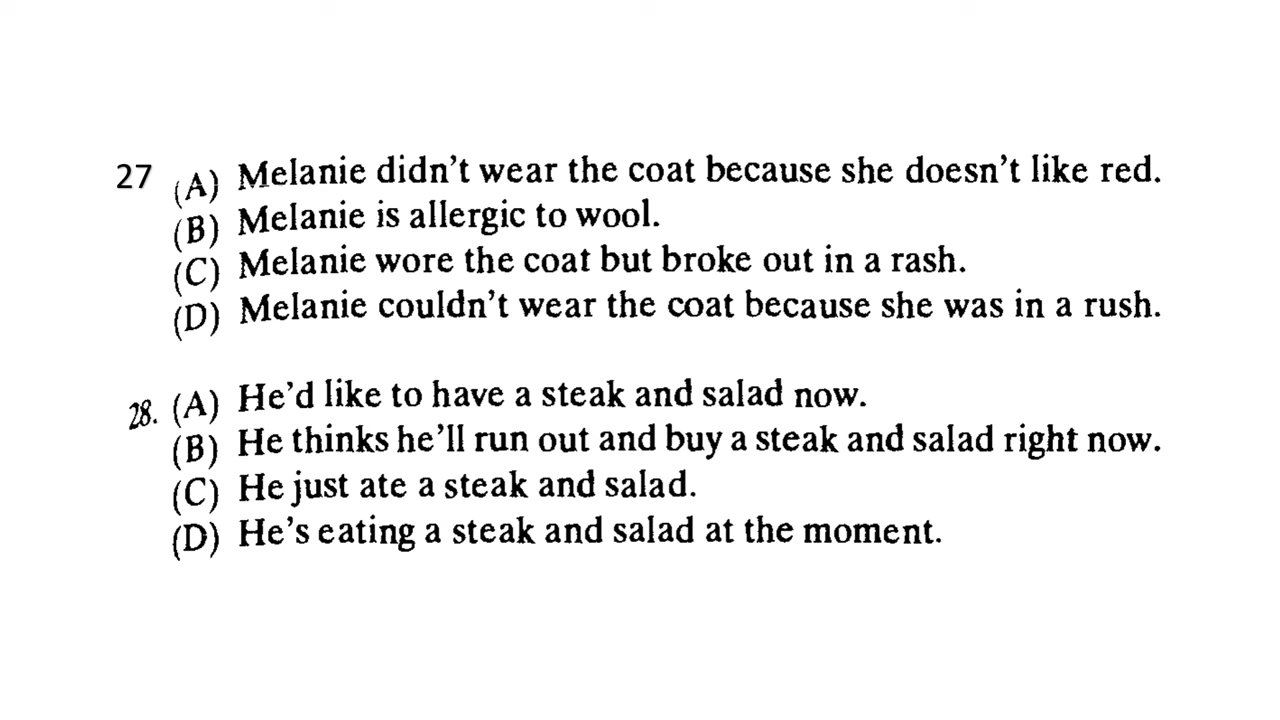 27 (A) Melanie didn't wear the coat because she doesn't like red.
(B) Melanie is allergic to wool.
(C) Melanie wore the coat but broke out in a rash.
(D) Melanie couldn't wear the coat because she was in a rush.
28. (A) He'd like to have a steak and salad now.
(B) He thinks he'll run out and buy a steak and salad right now.
(C) He just ate a steak and salad.
(D) He's eating a steak and salad at the moment.